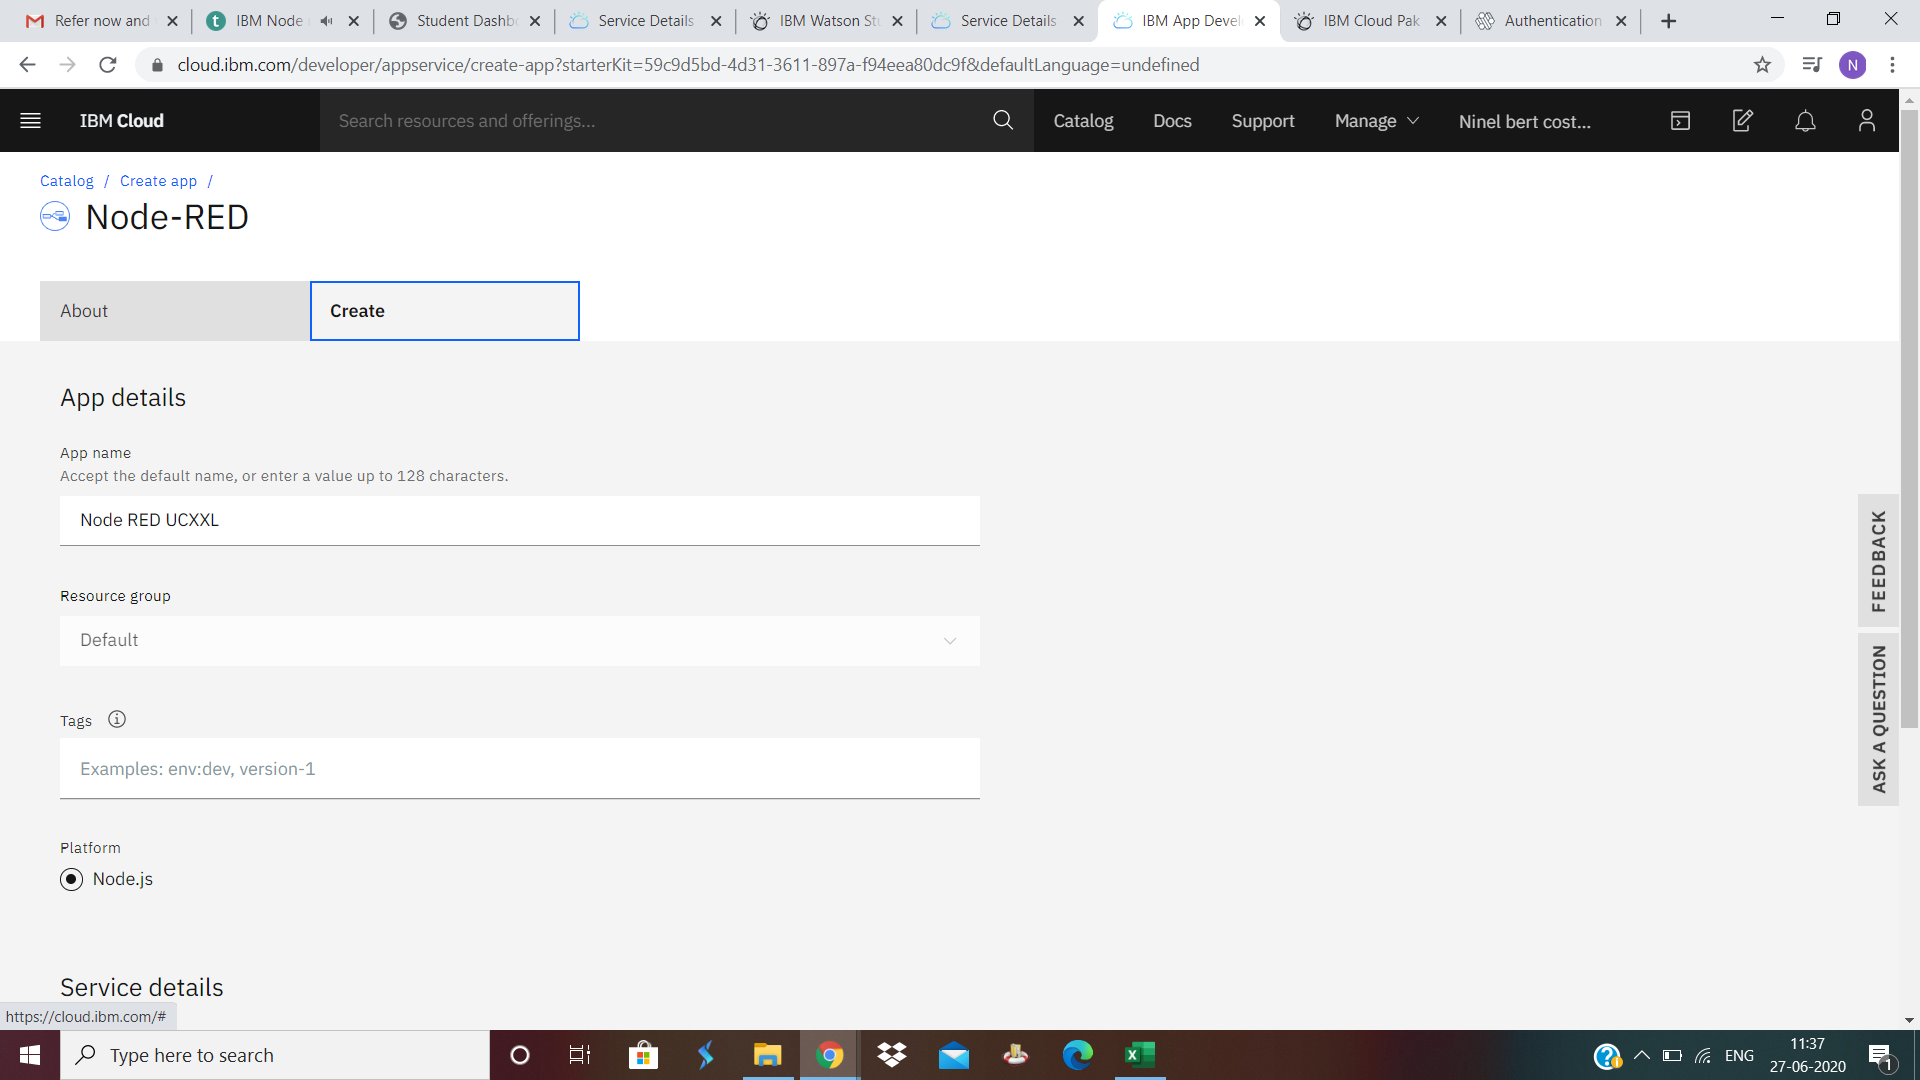 Refer now and
IBM Node
Student Dashb
Service Details
IBM Watson Stu
Service Details
IBM App Devel
IBM Cloud Pak
Authentication
cloud.ibm.com/developer/appservice/create-app?starterKit=59c9d5bd-4d31-3611-897a-f94eea80dc9f&defaultLanguage=undefined
N
IBM Cloud
Search resources and offerings...
Catalog
Docs
Support
Manage
Ninel bert cost...
Catalog / Create app /
Node-RED
About
Create
App details
App name
Accept the default name, or enter a value up to 128 characters.
Node RED UCXXL
Resource group
Default
Tags
Examples: env:dev, version-1
Platform
Node.js
Service details
FEEDBACK
ASK A QUESTION
https://cloud.ibm.com/#
Type here to search
ENG
11:37
27-06-2020
1